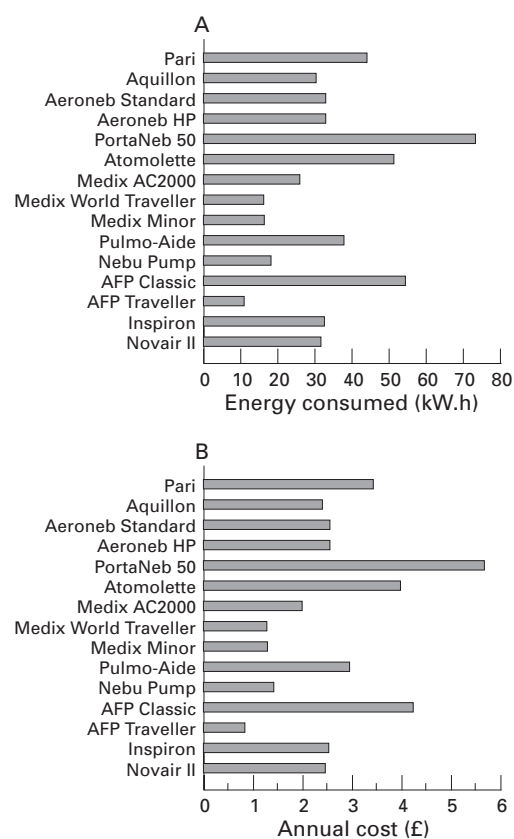 A
Pari
Aquillon
Aeroneb Standard
Aeroneb HP
PortaNeb 50
Atomolette
Medix AC2000
Medix World Traveller
Medix Minor
Pulmo-Aide
Nebu Pump
AFP Classic
AFP Traveller
Inspiron
Novair II
0 10 20 30 40 50 60 70 80
Energy consumed (kW.h)
B
Pari
Aquillon
Aeroneb Standard
Aeroneb HP
PortaNeb 50
Atomolette
Medix AC2000
Medix World Traveller
Medix Minor
Pulmo-Aide
Nebu Pump
AFP Classic
AFP Traveller
Inspiron
Novair II
0 1 2 3 4 5 6
Annual cost (£)